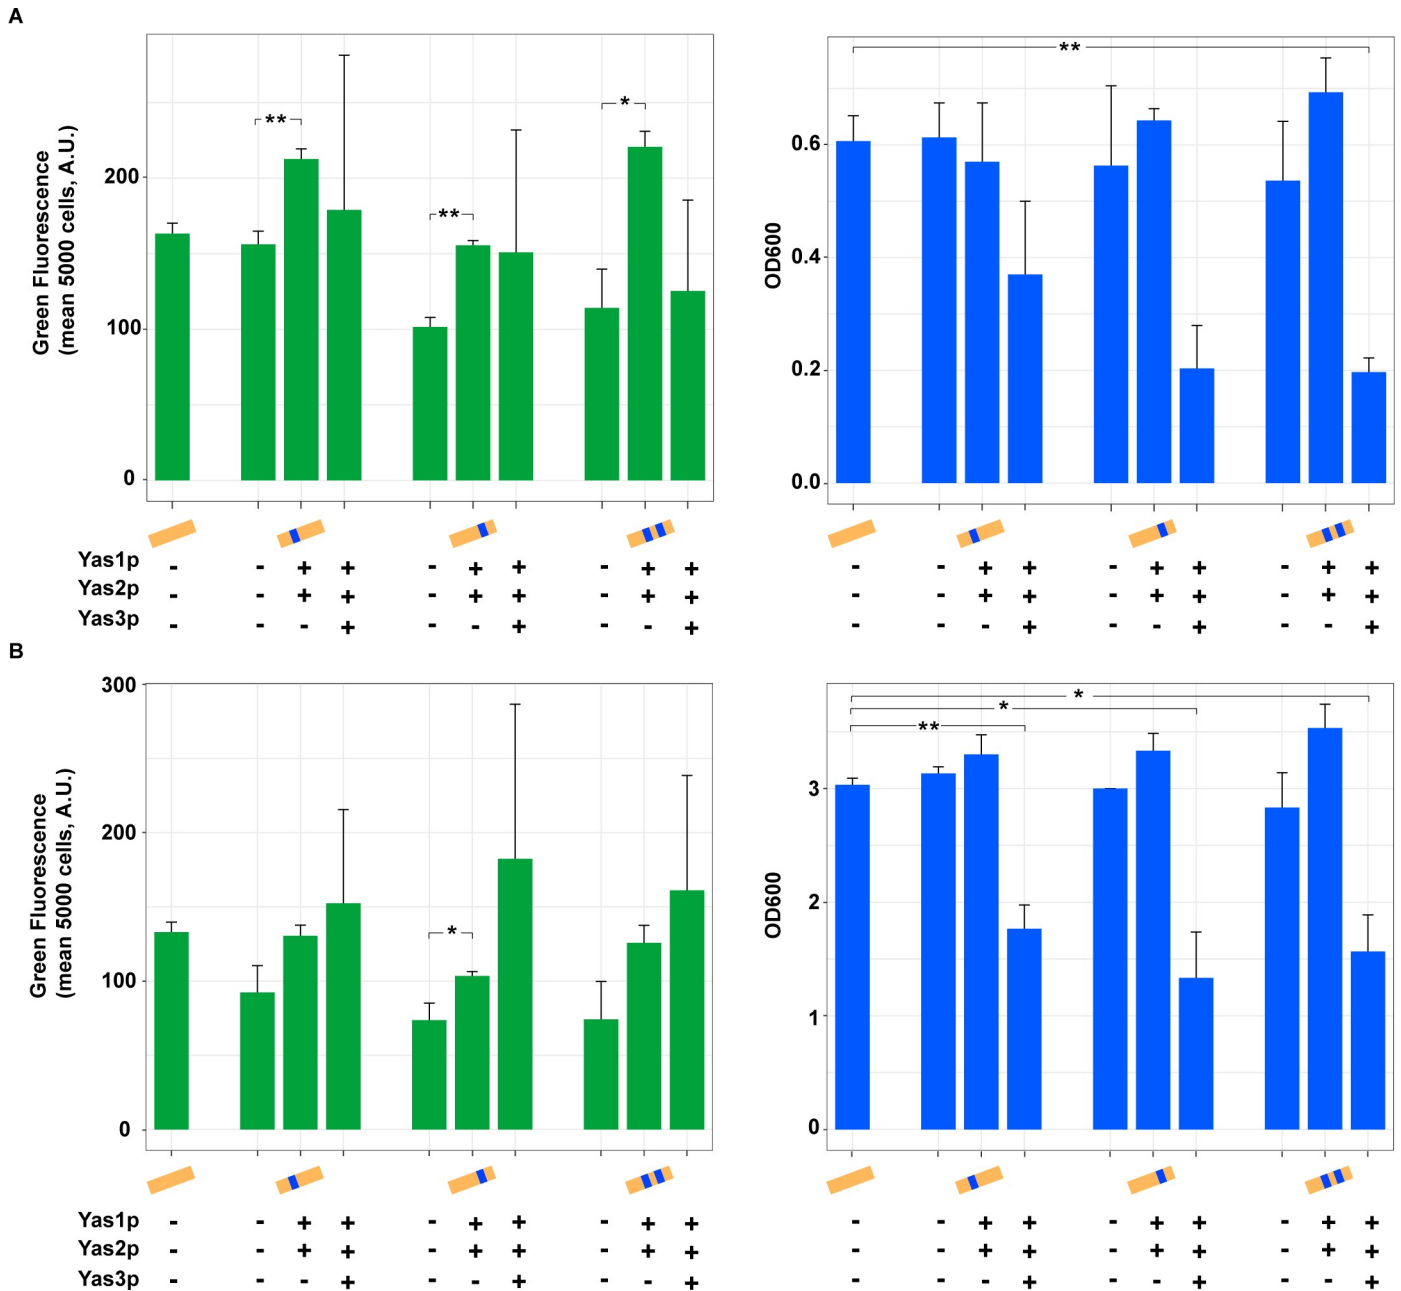 A
Green Fluorescence
(mean 5000 cells, A.U.)
200
100
0
**
**
*
OD600
0.6
0.4
0.2
0.0
**
Yas1p - - + + - + + - + +
Yas2p - - + + - + + - + +
Yas3p - - - + - - + - - +
- - + + - + + - + +
- - + + - + + - + +
- - - + - - + - - +
B
Green Fluorescence
(mean 5000 cells, A.U.)
300
200
100
0
*
OD600
3
2
1
0
*
*
**
Yas1p - - + + - + + - + +
Yas2p - - + + - + + - + +
Yas3p - - - + - - + - - +
- - + + - + + - + +
- - + + - + + - + +
- - - + - - + - - +